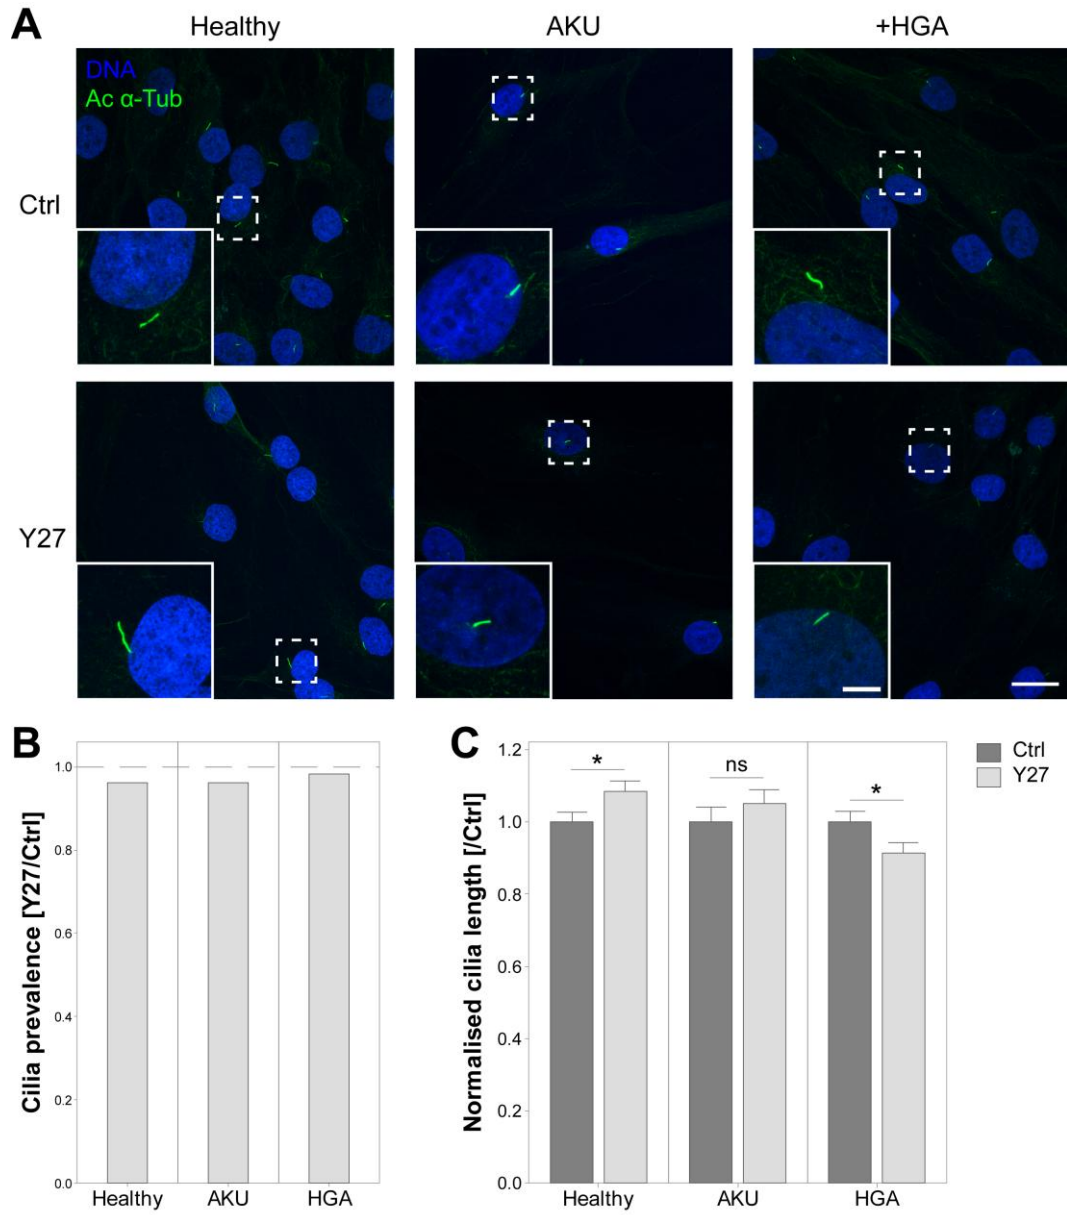 A
Healthy
AKU
+HGA
DNA
Ac α-Tub
Ctrl
Y27
B
C
Cilia prevalence [Y27/Ctrl]
1.0
0.8
0.6
0.4
0.2
0.0
Healthy
AKU
HGA
Normalised cilia length [/Ctrl]
1.2
1.0
0.8
0.6
0.4
0.2
0.0
*
ns
*
Healthy
AKU
HGA
Ctrl
Y27